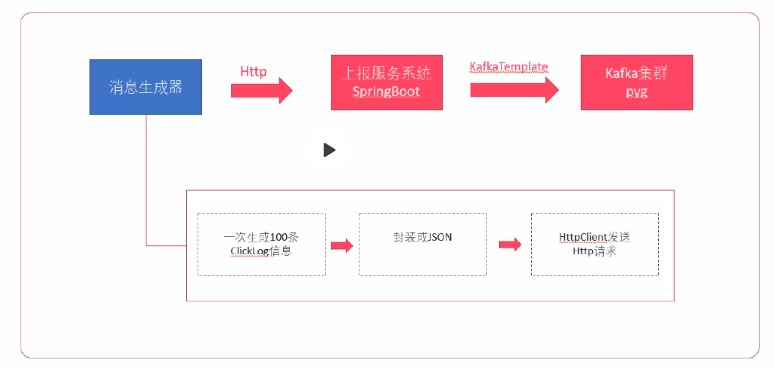 消息生成器
Http
上报服务系统
SpringBoot
KafkaTemplate
Kafka集群
pyg
一次生成100条
ClickLog信息
封装成JSON
HttpClient发送
Http请求